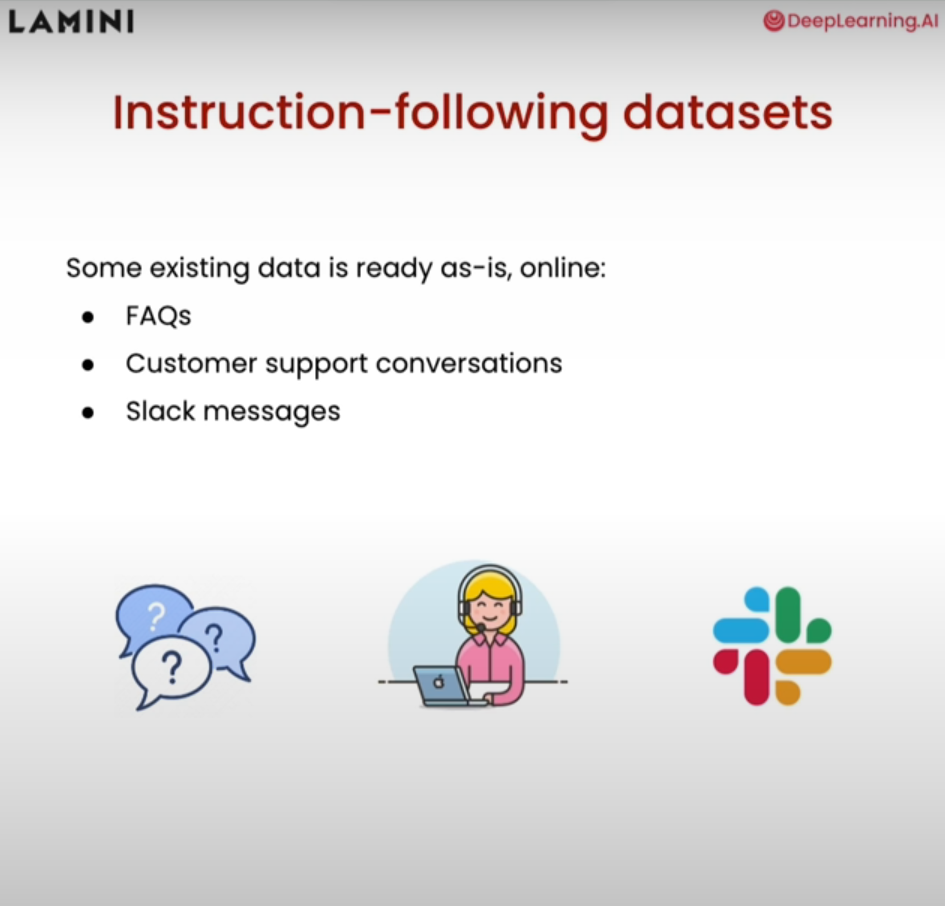 LAMINI
DeepLearning.AI
Instruction-following datasets
Some existing data is ready as-is, online:
● FAQs
● Customer support conversations
● Slack messages
? ? ?